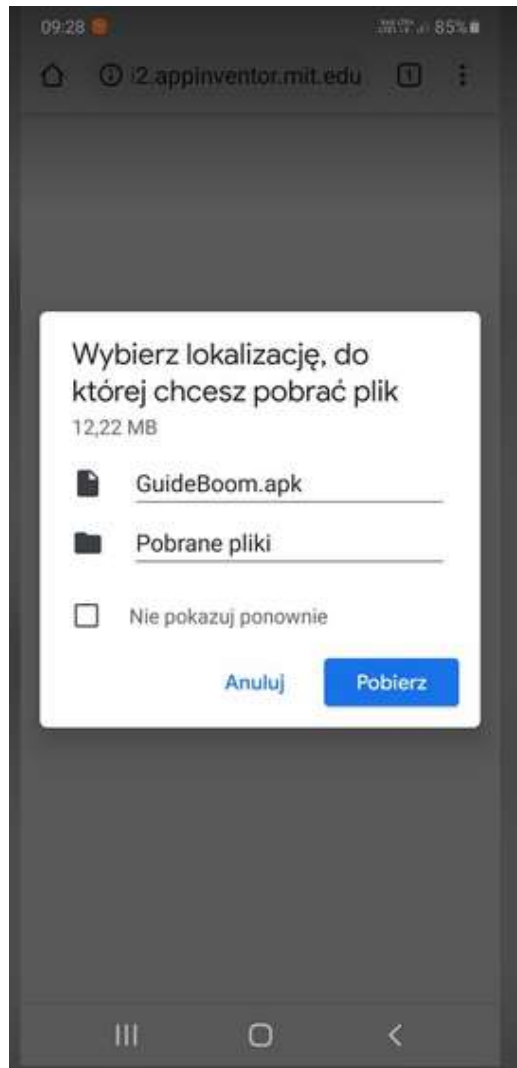 09:28
85%
i2.appinventor.mit.edu
1
Wybierz lokalizację, do
której chcesz pobrać plik
12,22 MB
GuideBoom.apk
Pobrane pliki
Nie pokazuj ponownie
Anuluj
Pobierz